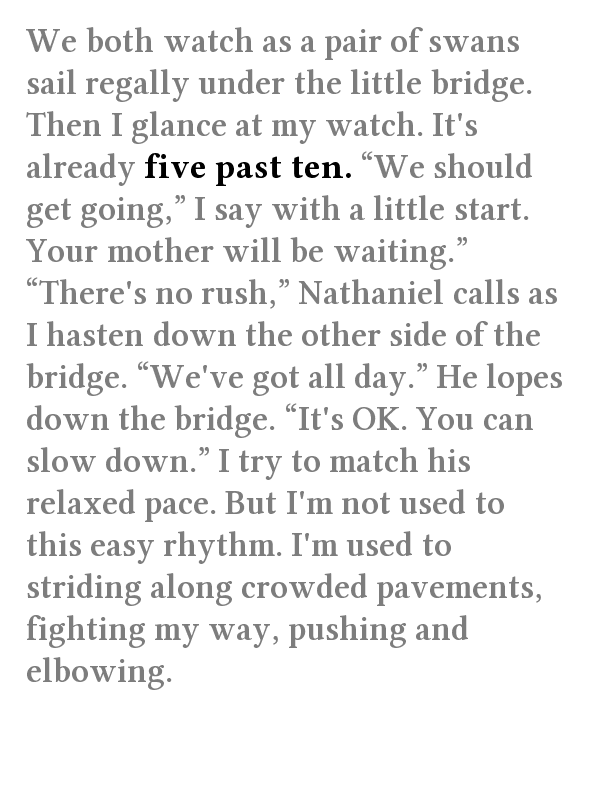 We both watch as a pair of swans
sail regally under the little bridge.
Then I glance at my watch. It's
already five past ten. “We should
get going,” I say with a little start.
Your mother will be waiting.”
“There's no rush,” Nathaniel calls as
I hasten down the other side of the
bridge. “We've got all day.” He lopes
down the bridge. “It's OK. You can
slow down.” I try to match his
relaxed pace. But I'm not used to
this easy rhythm. I'm used to
striding along crowded pavements,
fighting my way, pushing and
elbowing.